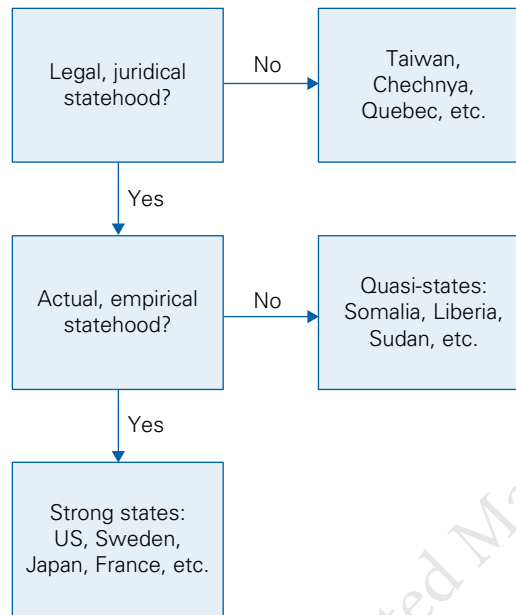 Legal, juridical
statehood?
No
Taiwan,
Chechnya,
Quebec, etc.
Yes
Actual, empirical
statehood?
No
Quasi-states:
Somalia, Liberia,
Sudan, etc.
Yes
Strong states:
US, Sweden,
Japan, France, etc.